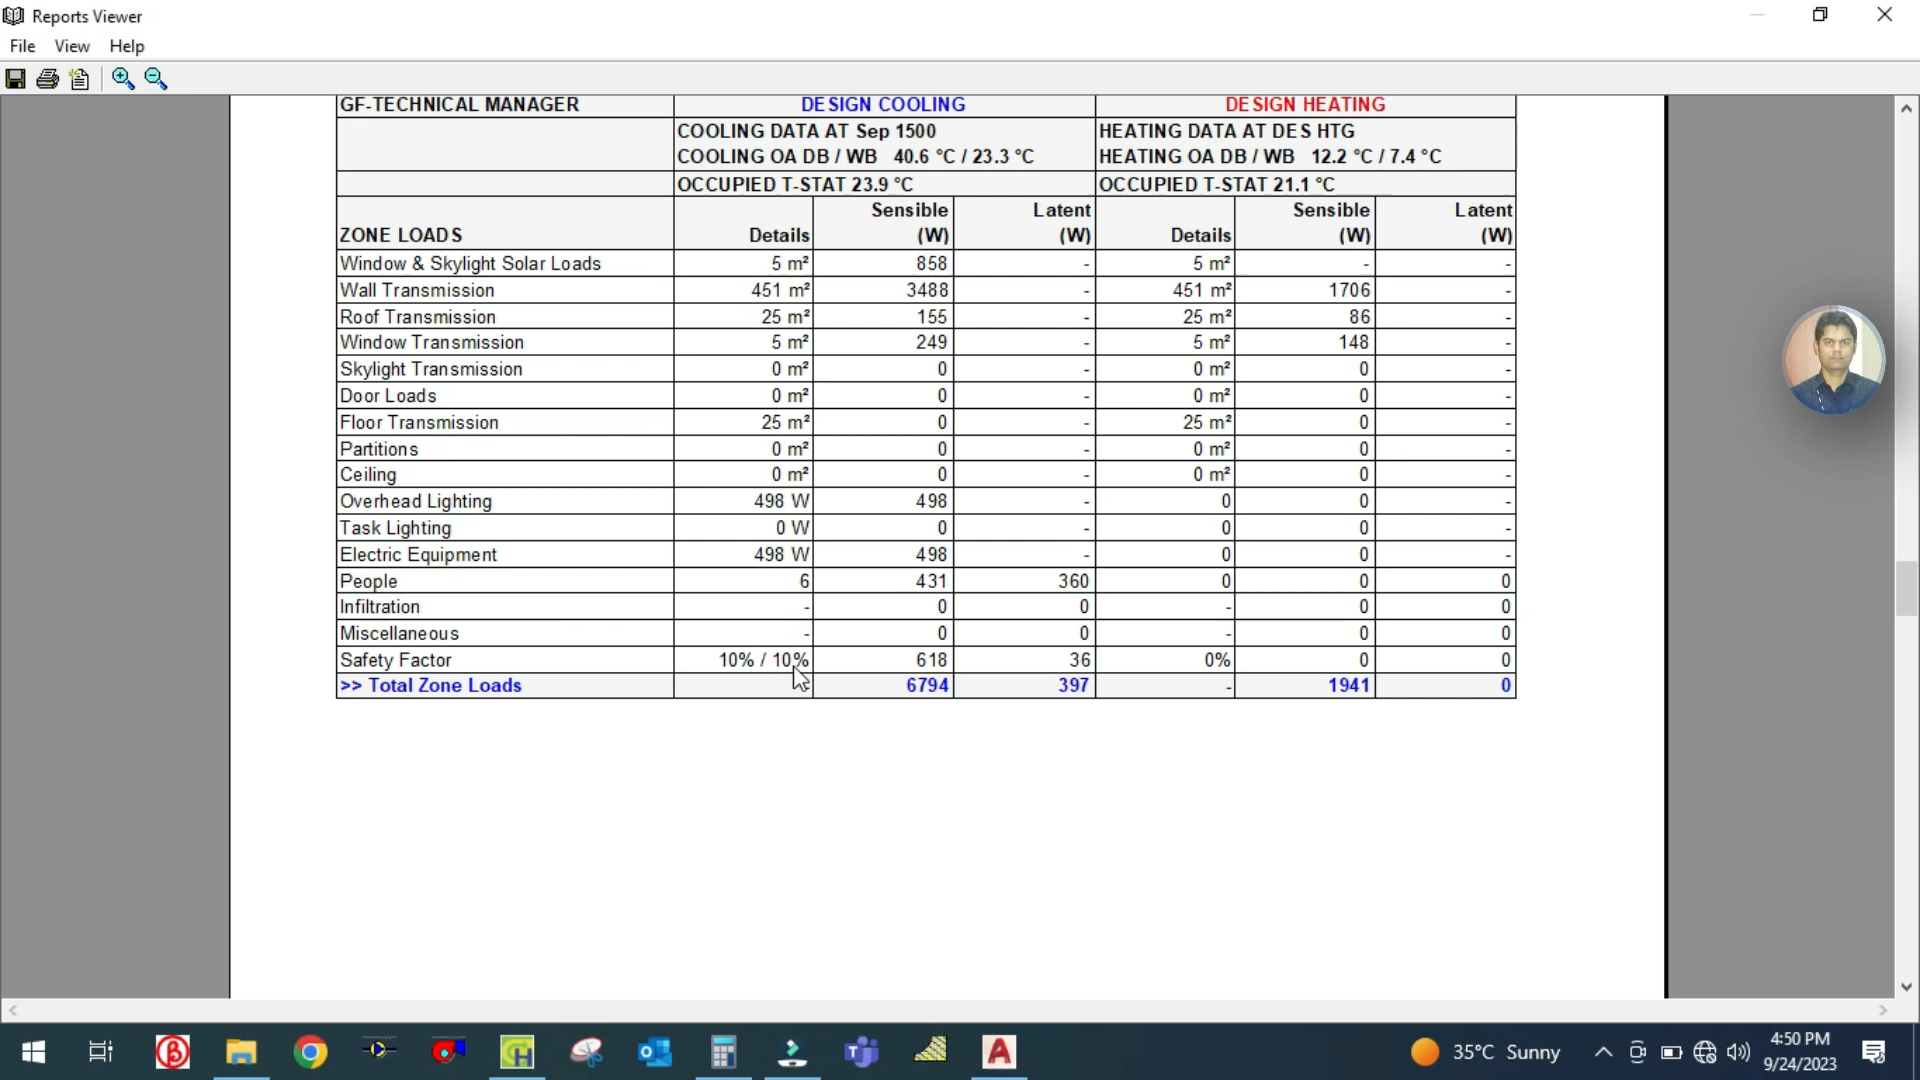 Reports Viewer
File View Help
GF-TECHNICAL MANAGER DESIGN COOLING DESIGN HEATING
COOLING DATA AT Sep 1500 HEATING DATA AT DES HTG
COOLING OA DB / WB 40.6 °C / 23.3 °C HEATING OA DB / WB 12.2 °C / 7.4 °C
OCCUPIED T-STAT 23.9 °C OCCUPIED T-STAT 21.1 °C
Sensible Latent Sensible Latent
ZONE LOADS Details (W) (W) Details (W) (W)
Window & Skylight Solar Loads 5 m² 858 - 5 m² - -
Wall Transmission 451 m² 3488 - 451 m² 1706 -
Roof Transmission 25 m² 155 - 25 m² 86 -
Window Transmission 5 m² 249 - 5 m² 148 -
Skylight Transmission 0 m² 0 - 0 m² 0 -
Door Loads 0 m² 0 - 0 m² 0 -
Floor Transmission 25 m² 0 - 25 m² 0 -
Partitions 0 m² 0 - 0 m² 0 -
Ceiling 0 m² 0 - 0 m² 0 -
Overhead Lighting 498 W 498 - 0 0 -
Task Lighting 0 W 0 - 0 0 -
Electric Equipment 498 W 498 - 0 0 -
People 6 431 360 0 0 0
Infiltration - 0 0 - 0 0
Miscellaneous - 0 0 - 0 0
Safety Factor 10% / 10% 618 36 0% 0 0
>> Total Zone Loads - 6794 397 - 1941 0
35°C Sunny
4:50 PM
9/24/2023